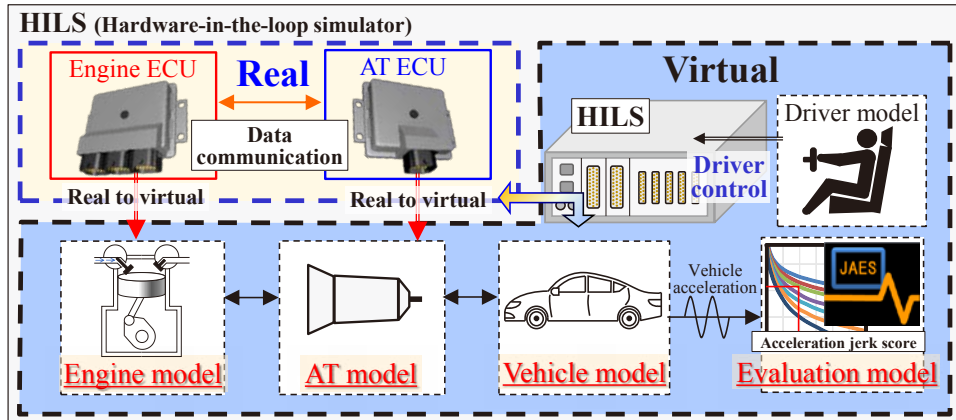 HILS (Hardware-in-the-loop simulator)
Engine ECU
Real
AT ECU
Data
communication
Real to virtual
Real to virtual
Virtual
HILS
Driver model
Driver
control
Engine model
AT model
Vehicle model
Vehicle
acceleration
JAES
Acceleration jerk score
Evaluation model